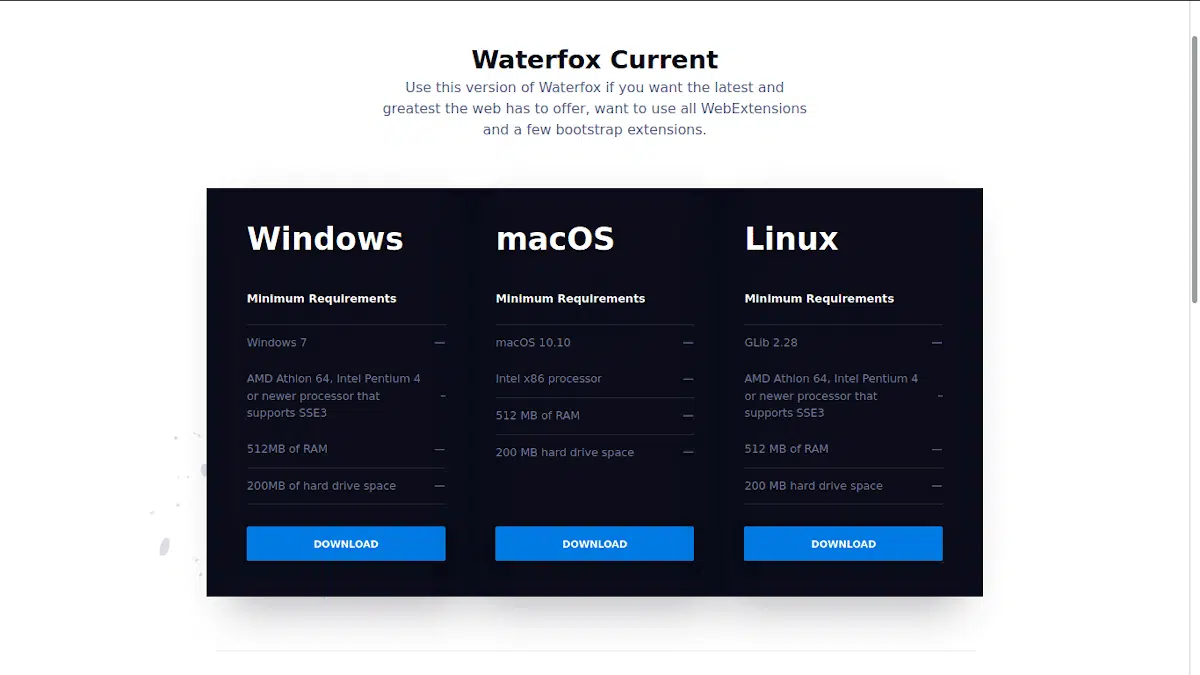 Waterfox Current
Use this version of Waterfox if you want the latest and
greatest the web has to offer, want to use all WebExtensions
and a few bootstrap extensions.
Windows
Minimum Requirements
Windows 7 —
AMD Athlon 64, Intel Pentium 4
or newer processor that –
supports SSE3
512MB of RAM —
200MB of hard drive space —
DOWNLOAD
macOS
Minimum Requirements
macOS 10.10 —
Intel x86 processor —
512 MB of RAM —
200 MB hard drive space —
DOWNLOAD
Linux
Minimum Requirements
GLib 2.28 —
AMD Athlon 64, Intel Pentium 4
or newer processor that –
supports SSE3
512 MB of RAM —
200 MB hard drive space —
DOWNLOAD